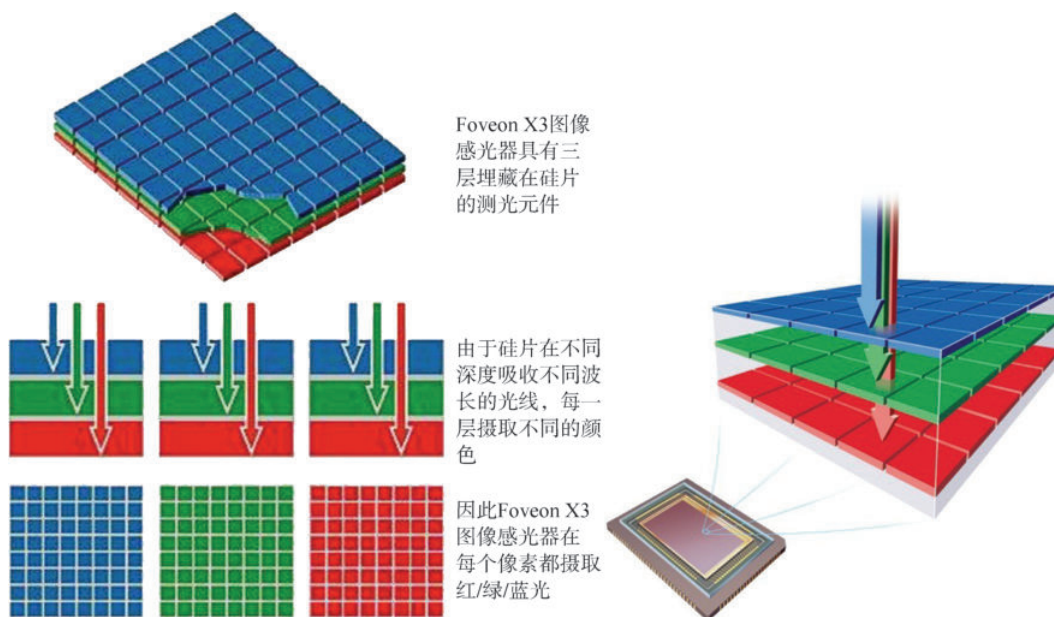 Foveon X3图像
感光器具有三
层埋藏在硅片
的测光元件
由于硅片在不同
深度吸收不同波
长的光线，每一
层摄取不同的颜
色
因此Foveon X3
图像感光器在
每个像素都摄取
红/绿/蓝光